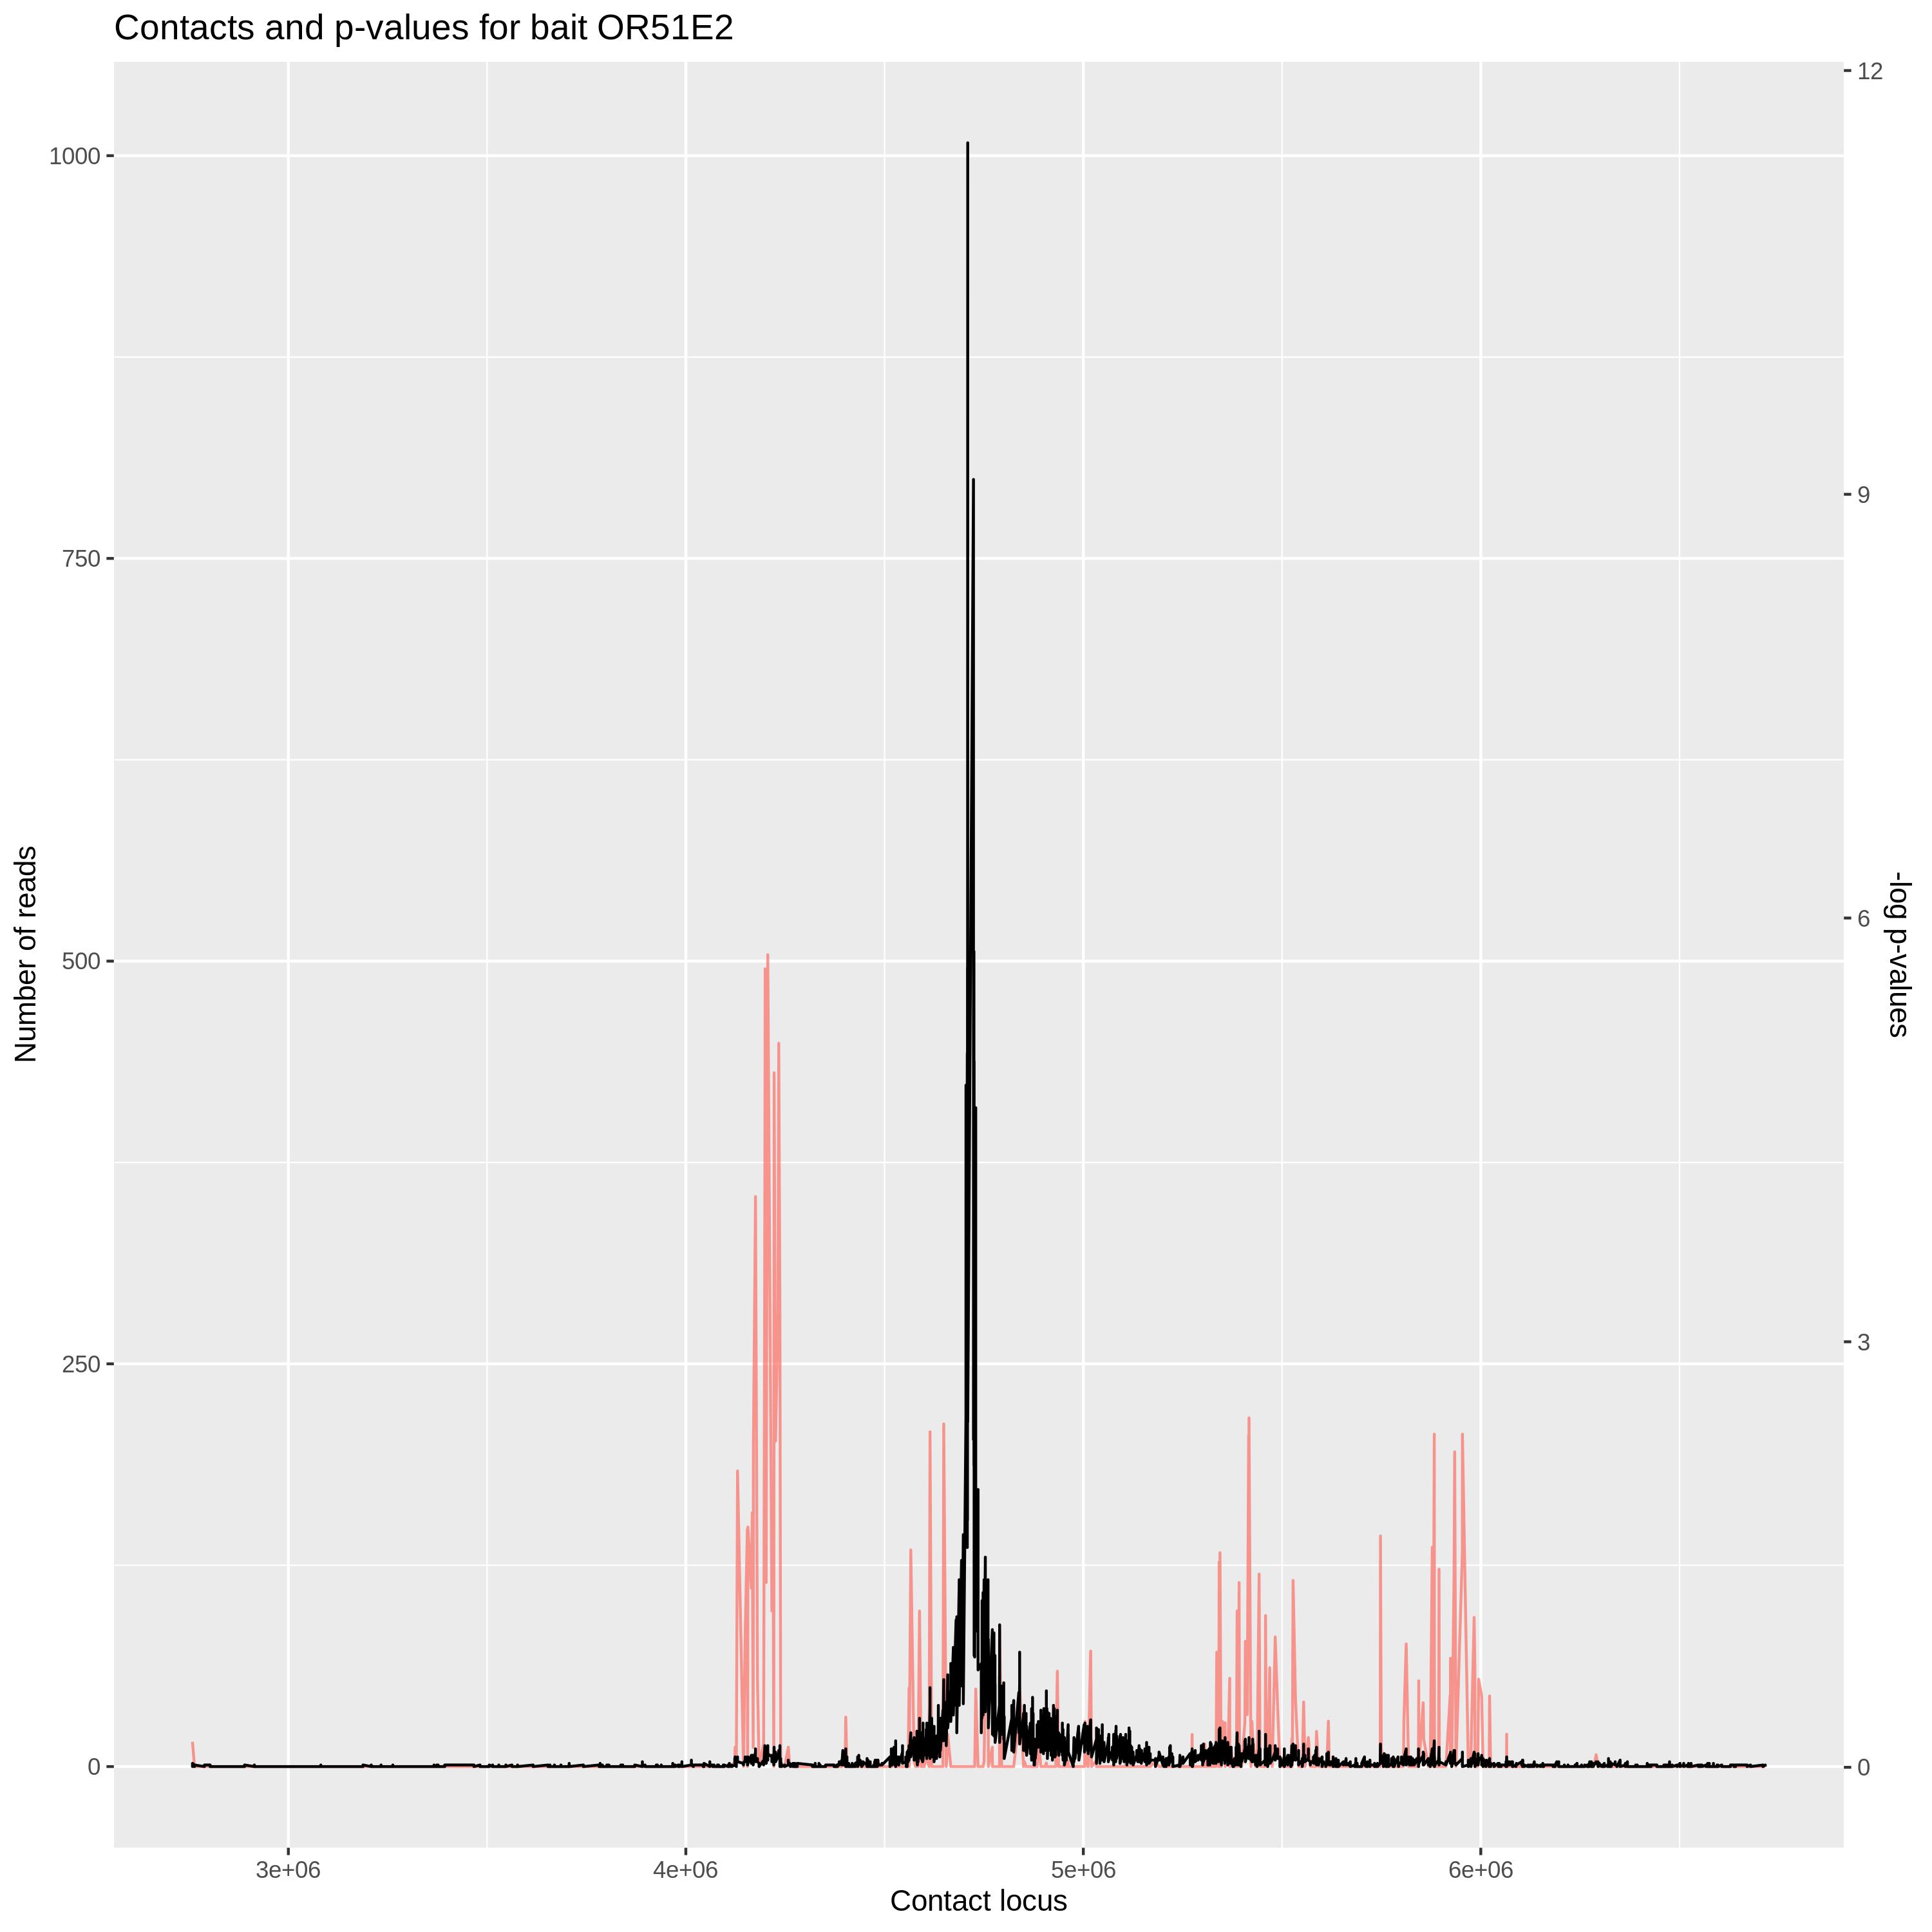 Contacts and p-values for bait OR51E2
12
1000
9
750
6
500
3
250
0
0
Number of reads
-log p-values
3e+06
4e+06
5e+06
6e+06
Contact locus